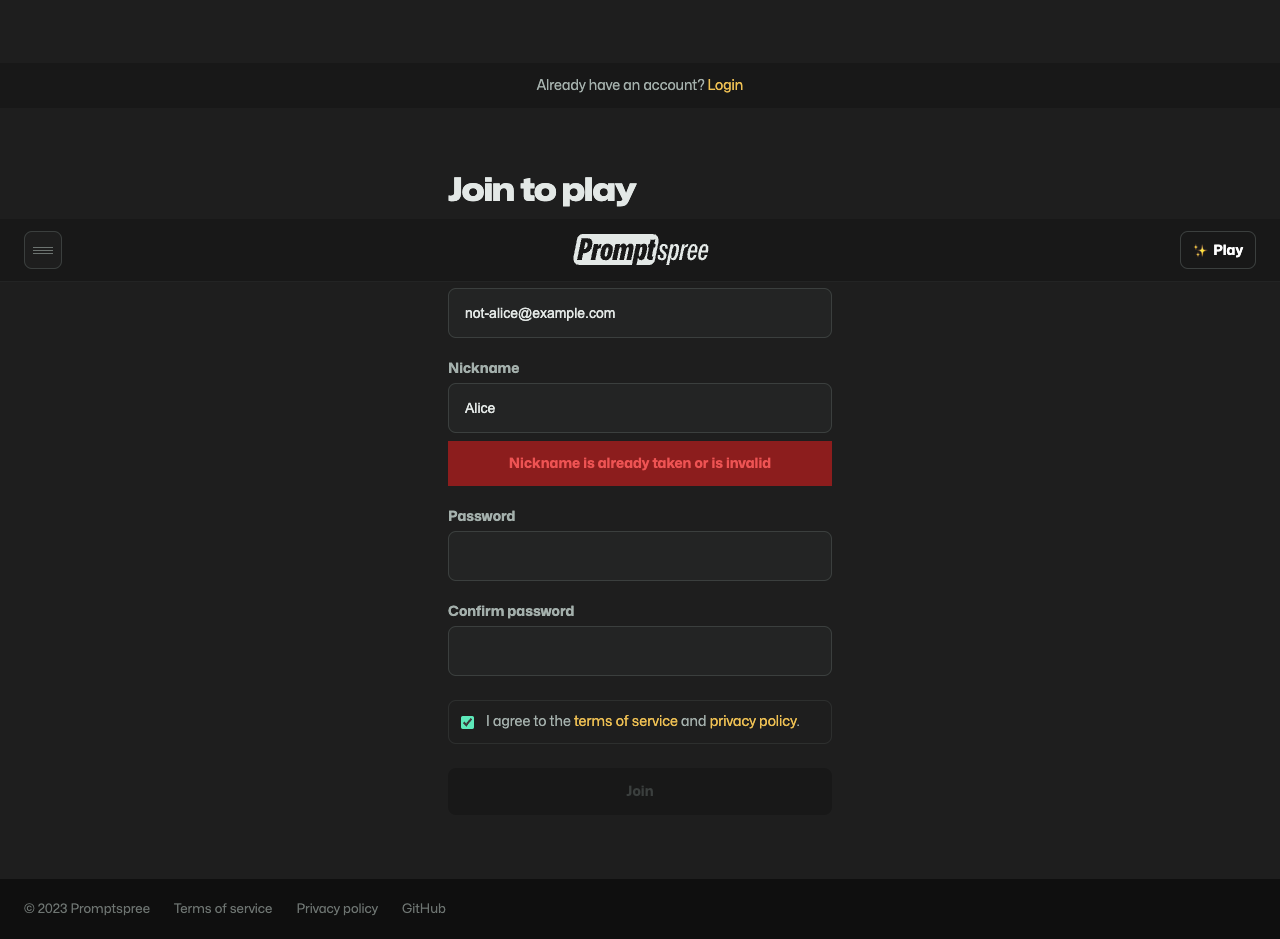 Already have an account? Login
Join to play
Promptspree
✨ Play
not-alice@example.com
Nickname
Alice
Nickname is already taken or is invalid
Password
Confirm password
I agree to the terms of service and privacy policy.
Join
© 2023 Promptspree Terms of service Privacy policy GitHub